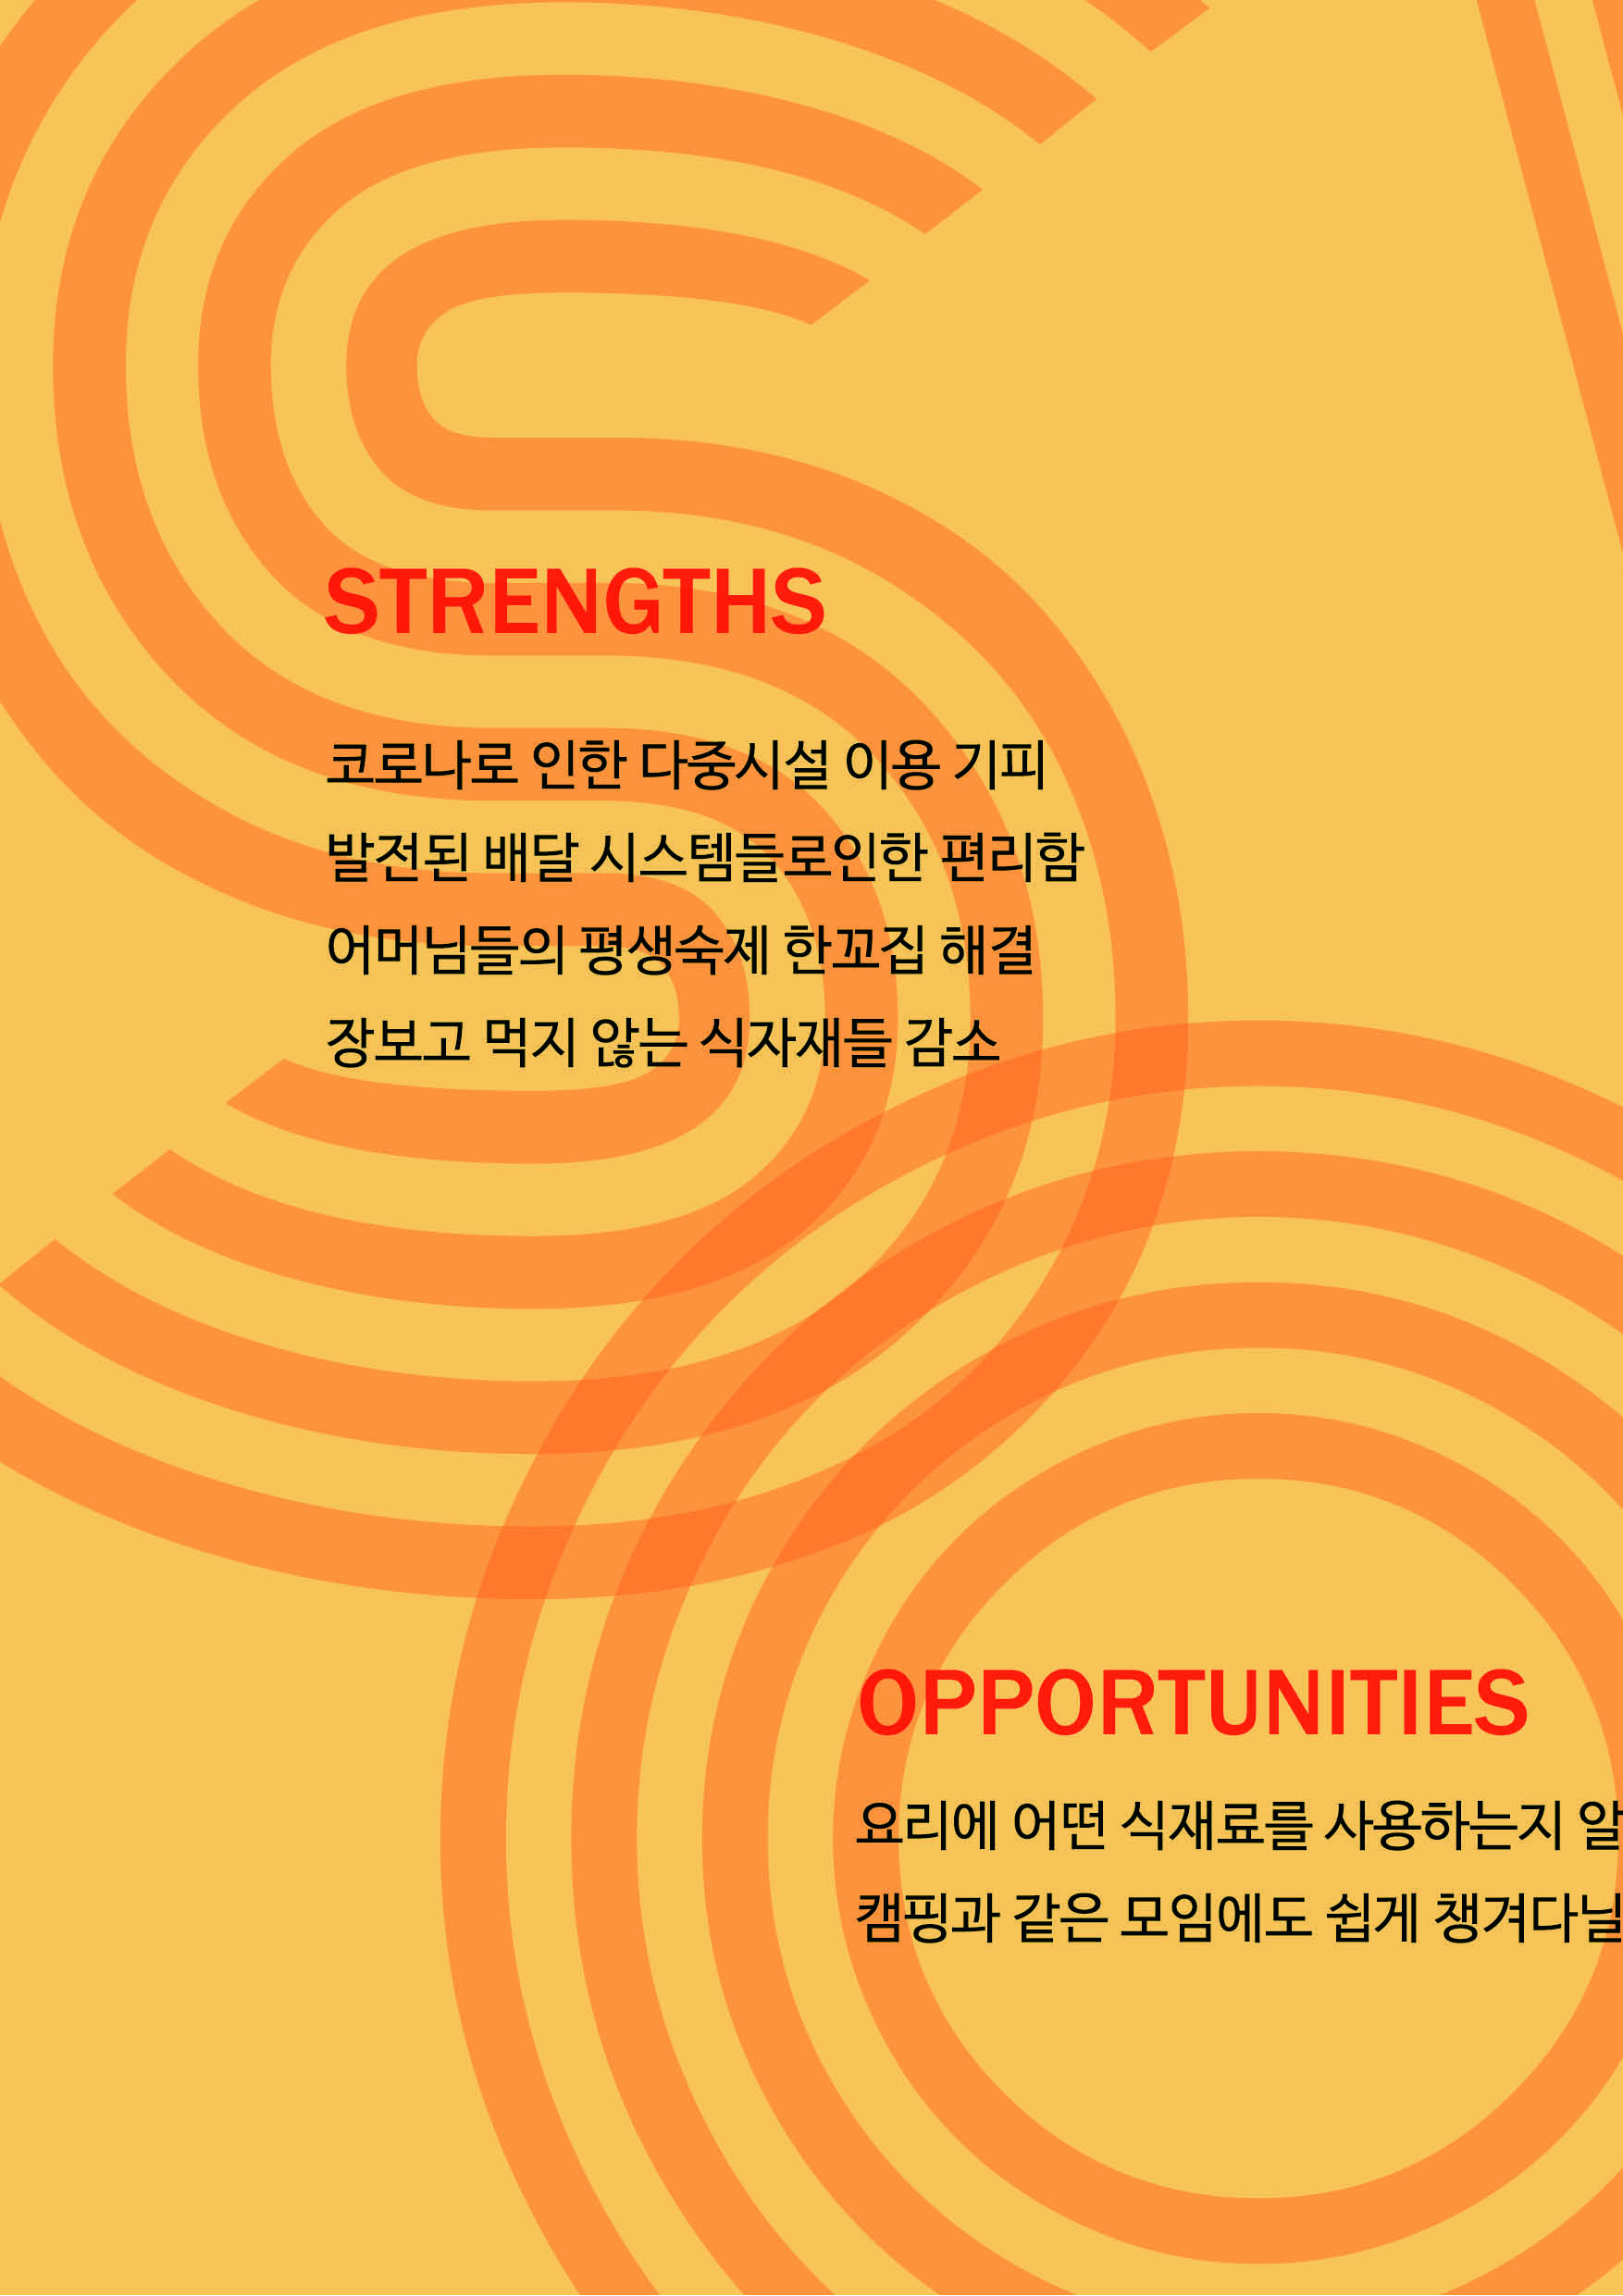 STRENGTHS
코로나로 인한 다중시설 이용 기피
발전된 배달 시스템들로인한 편리함
어머님들의 평생숙제 한꼬집 해결
장보고 먹지 않는 식자재들 감소
OPPORTUNITIES
요리에 어떤 식재료를 사용하는지
캠핑과 같은 모임에도 쉽게 챙겨다닐